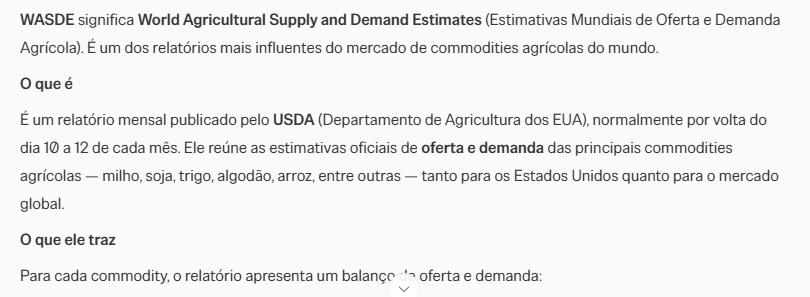 WASDE significa World Agricultural Supply and Demand Estimates (Estimativas Mundiais de Oferta e Demanda
Agrícola). É um dos relatórios mais influentes do mercado de commodities agrícolas do mundo.
O que é
É um relatório mensal publicado pelo USDA (Departamento de Agricultura dos EUA), normalmente por volta do
dia 10 a 12 de cada mês. Ele reúne as estimativas oficiais de oferta e demanda das principais commodities
agrícolas — milho, soja, trigo, algodão, arroz, entre outras — tanto para os Estados Unidos quanto para o mercado
global.
O que ele traz
Para cada commodity, o relatório apresenta um balanço de oferta e demanda: